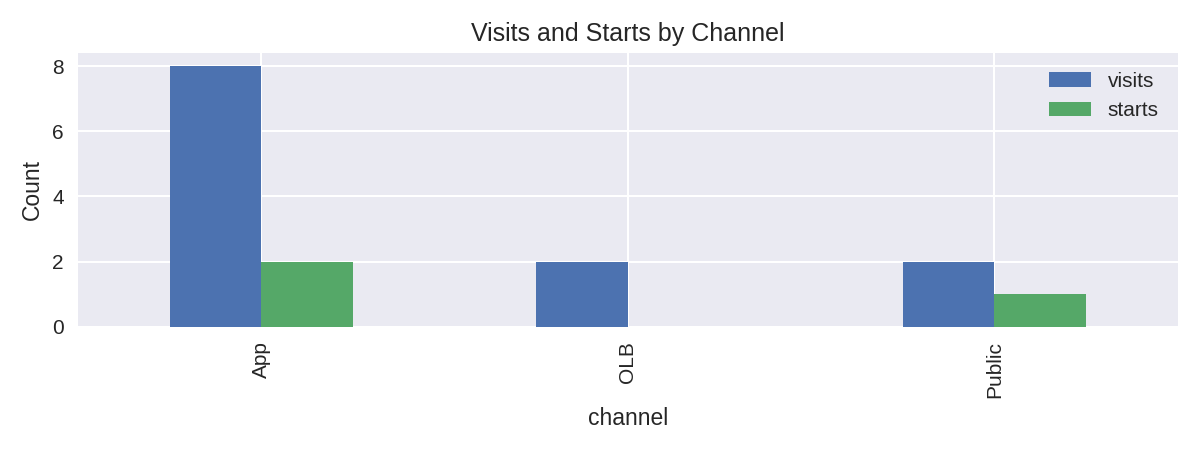 Visits and Starts by Channel
visits
starts
Count
8
6
4
2
0
App
OLB
Public
channel